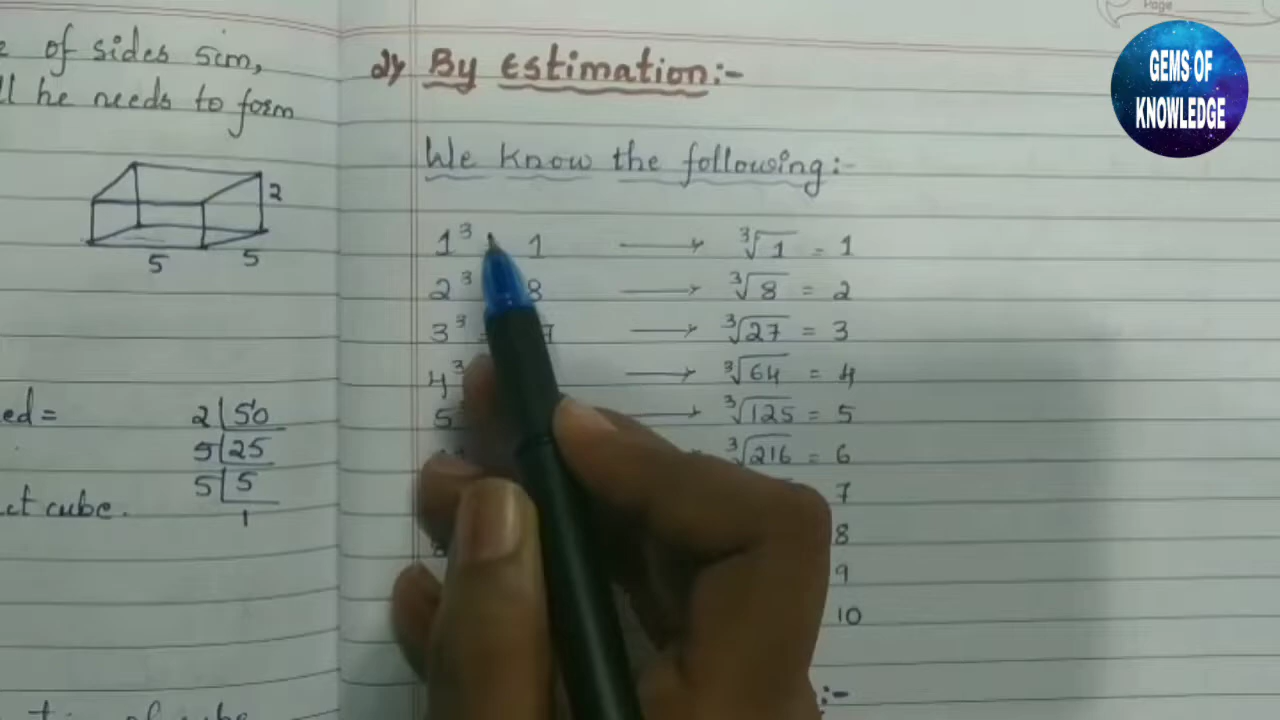 of sides 5cm,
he needs to form
2
5 5
2 | 50
5 | 25
5 | 5
1
ct cube.
Page
GEMS OF
KNOWLEDGE
2) By Estimation:-
We know the following:-
1³ 1 → ∛1 = 1
2³ 8 → ∛8 = 2
3³ = 7 → ∛27 = 3
4³ → ∛64 = 4
5 → ∛125 = 5
∛216 = 6
7
8
9
10
:-